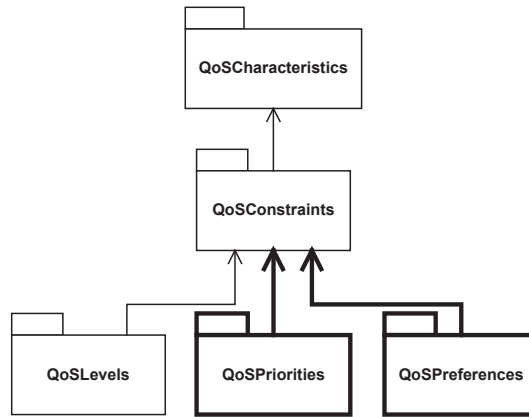 QoSCharacteristics
QoSConstraints
QoSLevels
QoSPriorities
QoSPreferences